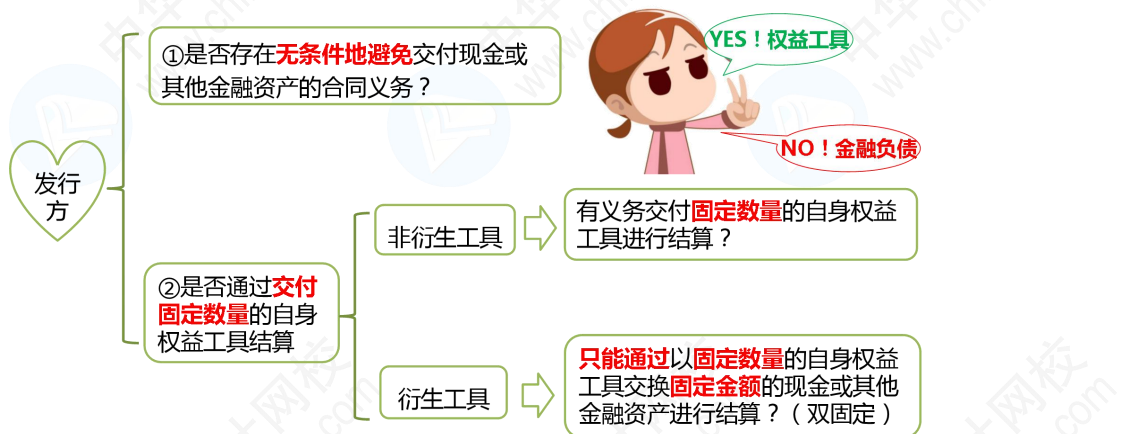 ①是否存在无条件地避免交付现金或
其他金融资产的合同义务？
YES！权益工具
NO！金融负债
发行
方
②是否通过交付
固定数量的自身
权益工具结算
非衍生工具
有义务交付固定数量的自身权益
工具进行结算？
衍生工具
只能通过以固定数量的自身权益
工具交换固定金额的现金或其他
金融资产进行结算？（双固定）